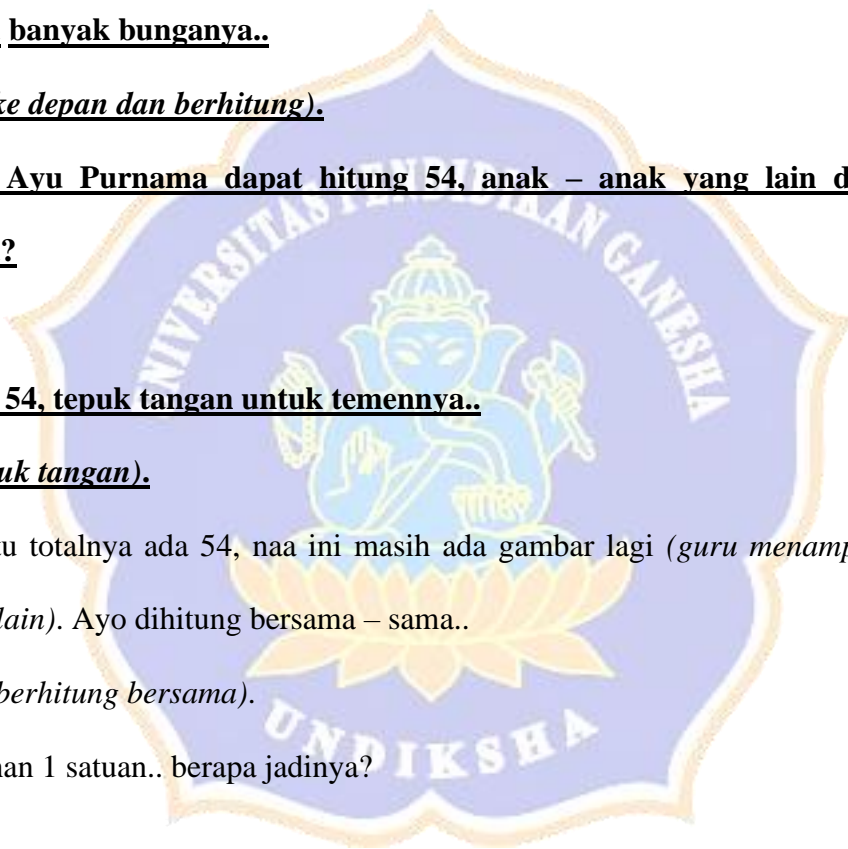 banyak bunganya..
ke depan dan berhitung).
Ayu Purnama dapat hitung 54, anak – anak yang lain d
?
54, tepuk tangan untuk temennya..
uk tangan).
tu totalnya ada 54, naa ini masih ada gambar lagi (guru menamp
lain). Ayo dihitung bersama – sama..
berhitung bersama).
an 1 satuan.. berapa jadinya?
UNIVERSITAS PENDIDIKAN GANESHA
UNDIKSHA